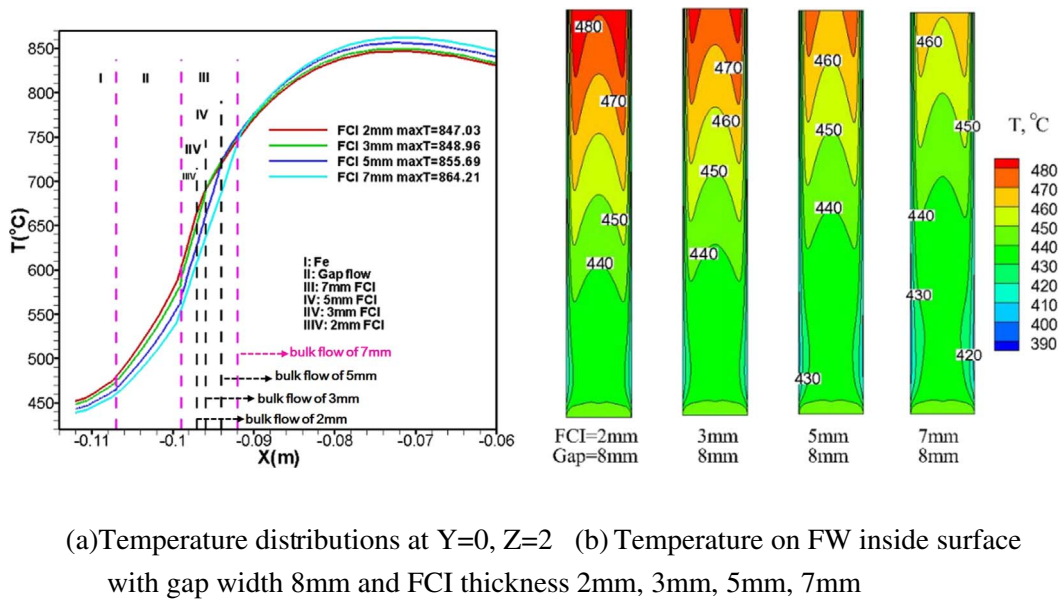 850
800
750
700
650
600
550
500
450
T(°C)
I
II
III
IV
IIV
IIIV
FCI 2mm maxT=847.03
FCI 3mm maxT=848.96
FCI 5mm maxT=855.69
FCI 7mm maxT=864.21
I: Fe
II: Gap flow
III: 7mm FCI
IV: 5mm FCI
IIV: 3mm FCI
IIIV: 2mm FCI
bulk flow of 7mm
bulk flow of 5mm
bulk flow of 3mm
bulk flow of 2mm
-0.11 -0.1 -0.09 -0.08 -0.07 -0.06
X(m)
480
470
450
440
470
460
450
440
460
450
440
430
460
450
440
430
420
T, °C
480
470
460
450
440
430
420
410
400
390
FCI=2mm 3mm 5mm 7mm
Gap=8mm 8mm 8mm 8mm
(a)Temperature distributions at Y=0, Z=2 (b) Temperature on FW inside surface
with gap width 8mm and FCI thickness 2mm, 3mm, 5mm, 7mm